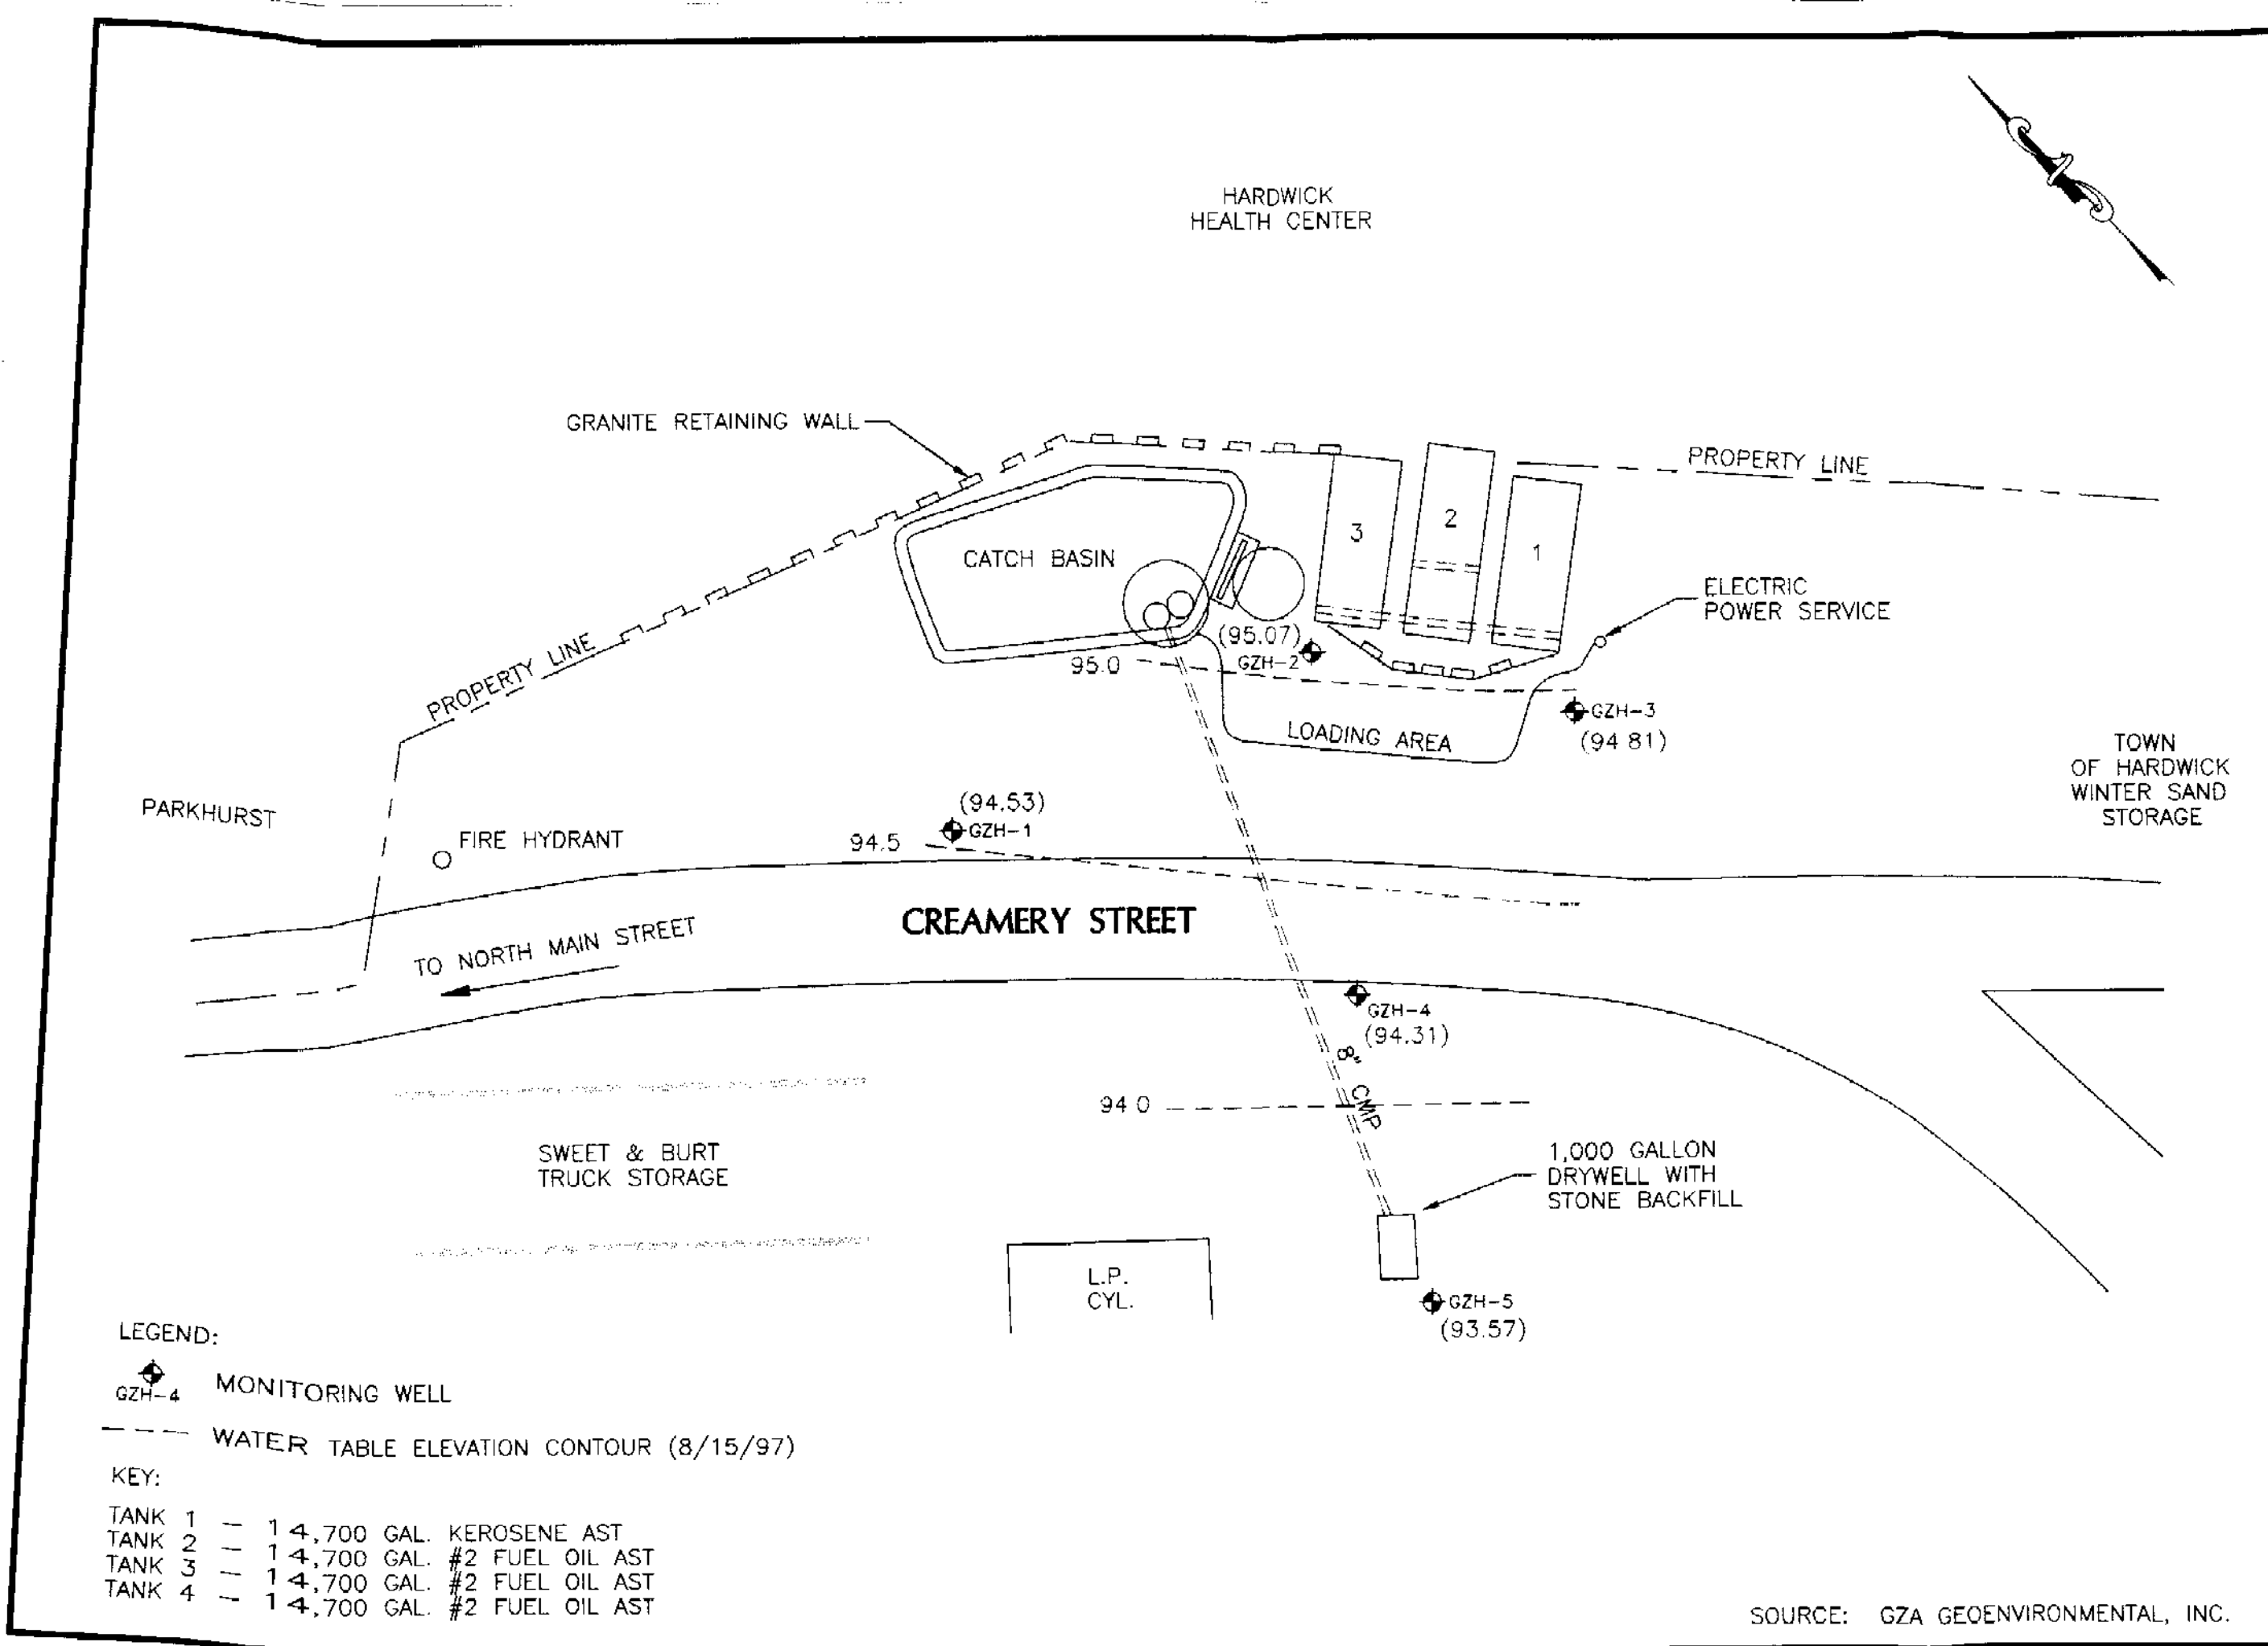 HARDWICK
HEALTH CENTER
GRANITE RETAINING WALL
PROPERTY LINE
3
2
1
CATCH BASIN
ELECTRIC
POWER SERVICE
(95.07)
GZH-2
95.0
PROPERTY LINE
GZH-3
(94 81)
LOADING AREA
TOWN
OF HARDWICK
WINTER SAND
STORAGE
PARKHURST
(94.53)
GZH-1
FIRE HYDRANT
94.5
CREAMERY STREET
TO NORTH MAIN STREET
GZH-4
(94.31)
8" CMP
94 0
SWEET & BURT
TRUCK STORAGE
1,000 GALLON
DRYWELL WITH
STONE BACKFILL
L.P.
CYL.
GZH-5
(93.57)
LEGEND:
GZH-4 MONITORING WELL
WATER TABLE ELEVATION CONTOUR (8/15/97)
KEY:
TANK 1 - 14,700 GAL. KEROSENE AST
TANK 2 - 14,700 GAL. #2 FUEL OIL AST
TANK 3 - 14,700 GAL. #2 FUEL OIL AST
TANK 4 - 14,700 GAL. #2 FUEL OIL AST
SOURCE: GZA GEOENVIRONMENTAL, INC.